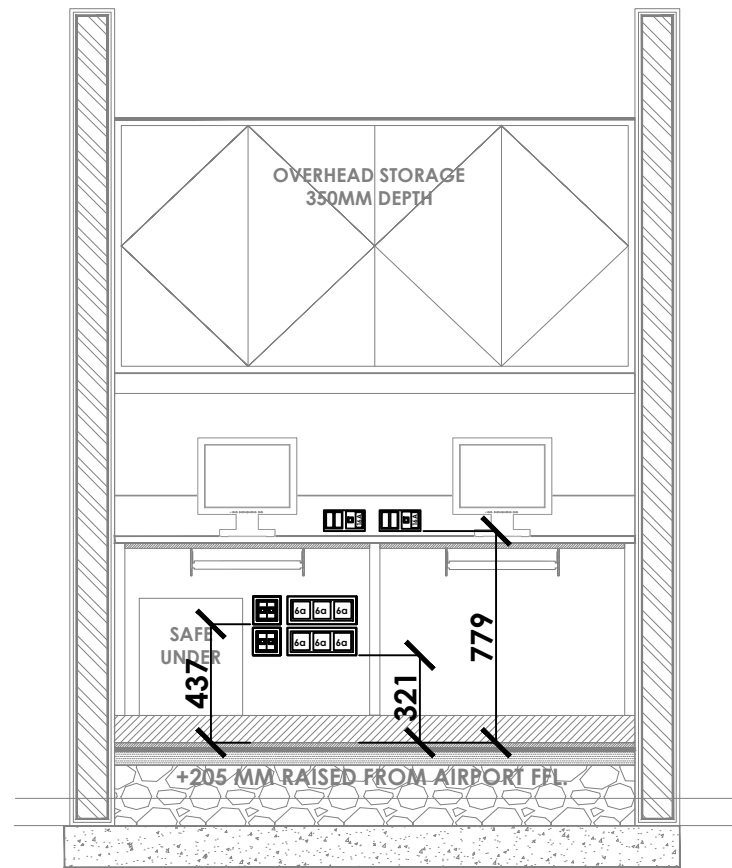 OVERHEAD STORAGE
350MM DEPTH
6a 6a 6a
SAFE
UNDER
6a 6a 6a
437
321
779
+205 MM RAISED FROM AIRPORT FFL.